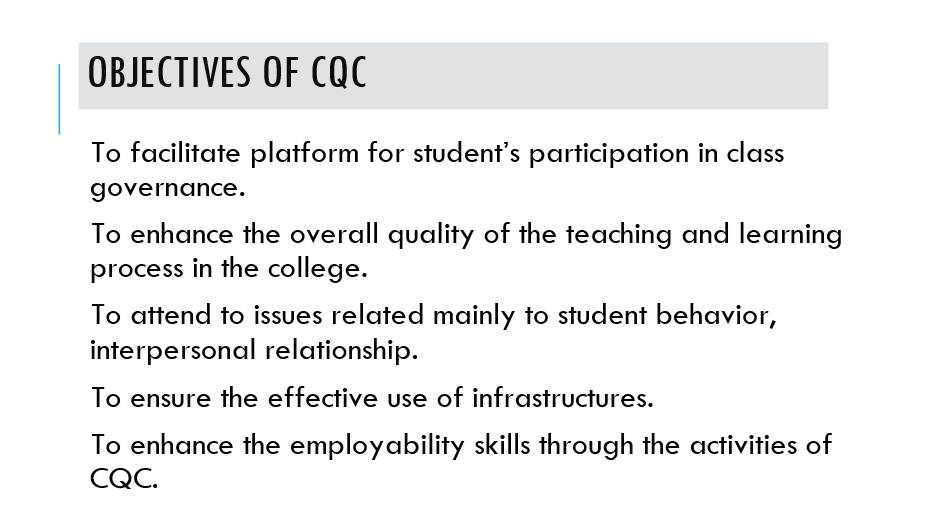 OBJECTIVES OF CQC
To facilitate platform for student’s participation in class
governance.
To enhance the overall quality of the teaching and learning
process in the college.
To attend to issues related mainly to student behavior,
interpersonal relationship.
To ensure the effective use of infrastructures.
To enhance the employability skills through the activities of
CQC.